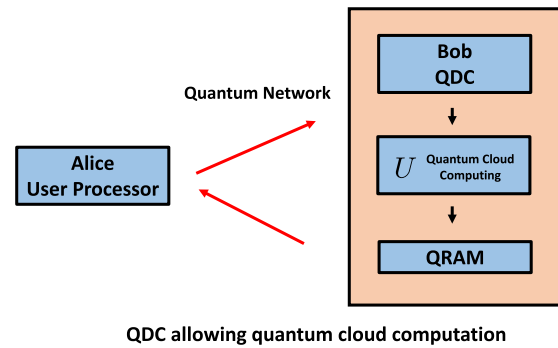 Bob
QDC
Quantum Network
Alice
User Processor
U Quantum Cloud
Computing
QRAM
QDC allowing quantum cloud computation